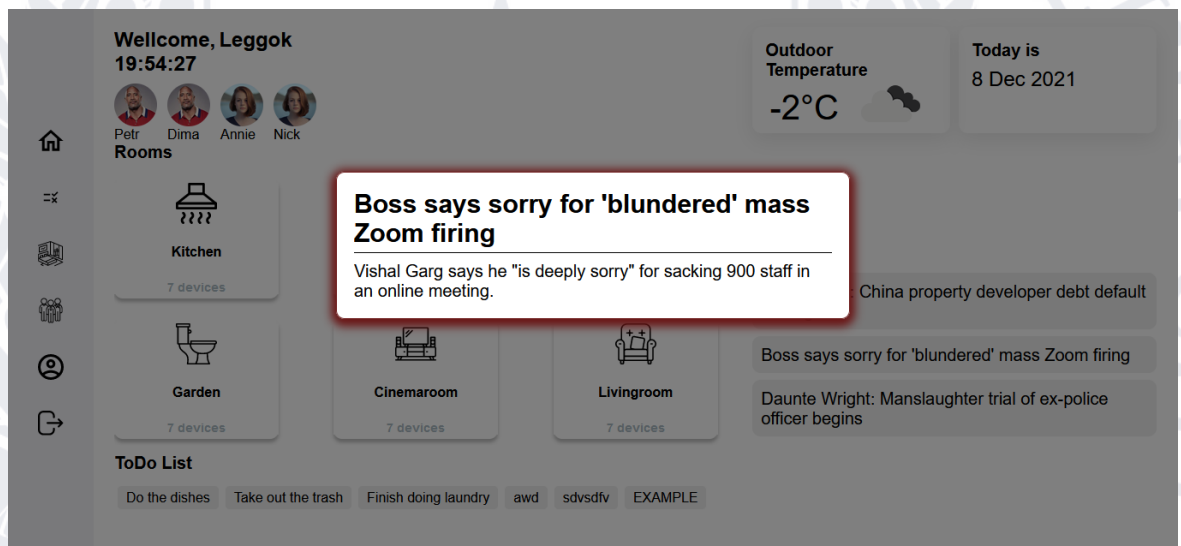 Wellcome, Leggok
19:54:27
Petr Dima Annie Nick
Rooms
Outdoor
Temperature
-2°C
Today is
8 Dec 2021
Kitchen
7 devices
Boss says sorry for 'blundered' mass
Zoom firing
Vishal Garg says he "is deeply sorry" for sacking 900 staff in
an online meeting.
: China property developer debt default
Boss says sorry for 'blundered' mass Zoom firing
Daunte Wright: Manslaughter trial of ex-police
officer begins
Garden
7 devices
Cinemaroom
7 devices
Livingroom
7 devices
ToDo List
Do the dishes Take out the trash Finish doing laundry awd sdvsdfv EXAMPLE